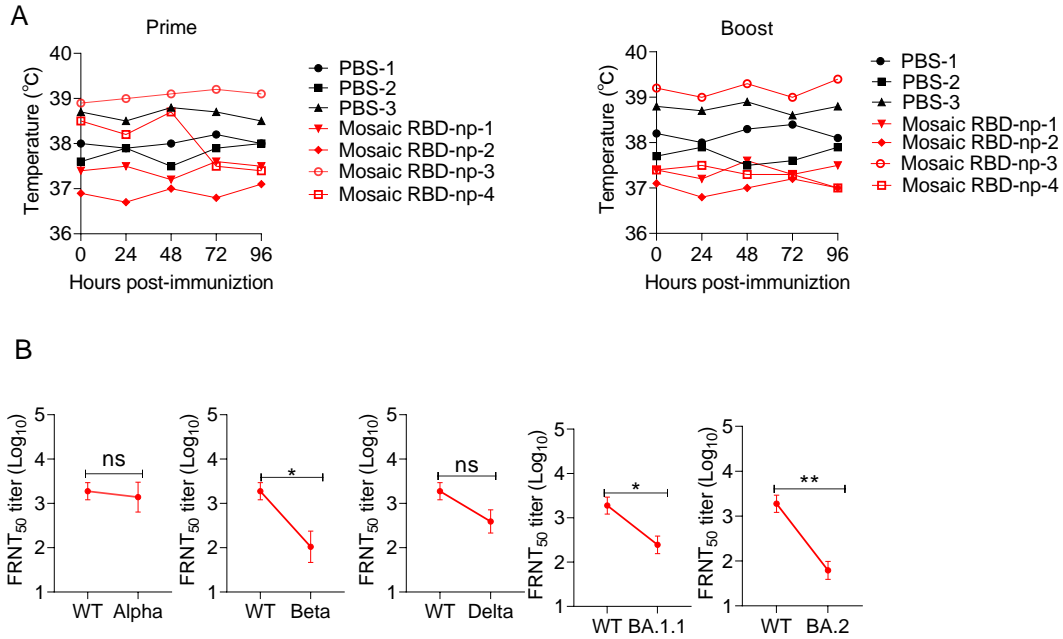 A
Prime
Temperature (°C)
40
39
38
37
36
0 24 48 72 96
Hours post-immuniztion
PBS-1
PBS-2
PBS-3
Mosaic RBD-np-1
Mosaic RBD-np-2
Mosaic RBD-np-3
Mosaic RBD-np-4
Boost
Temperature (°C)
40
39
38
37
36
0 24 48 72 96
Hours post-immuniztion
PBS-1
PBS-2
PBS-3
Mosaic RBD-np-1
Mosaic RBD-np-2
Mosaic RBD-np-3
Mosaic RBD-np-4
B
FRNT50 titer (Log10)
5
4
3
2
1
ns
WT Alpha
FRNT50 titer (Log10)
5
4
3
2
1
*
WT Beta
FRNT50 titer (Log10)
5
4
3
2
1
ns
WT Delta
FRNT50 titer (Log10)
5
4
3
2
1
*
WT BA.1.1
FRNT50 titer (Log10)
5
4
3
2
1
**
WT BA.2